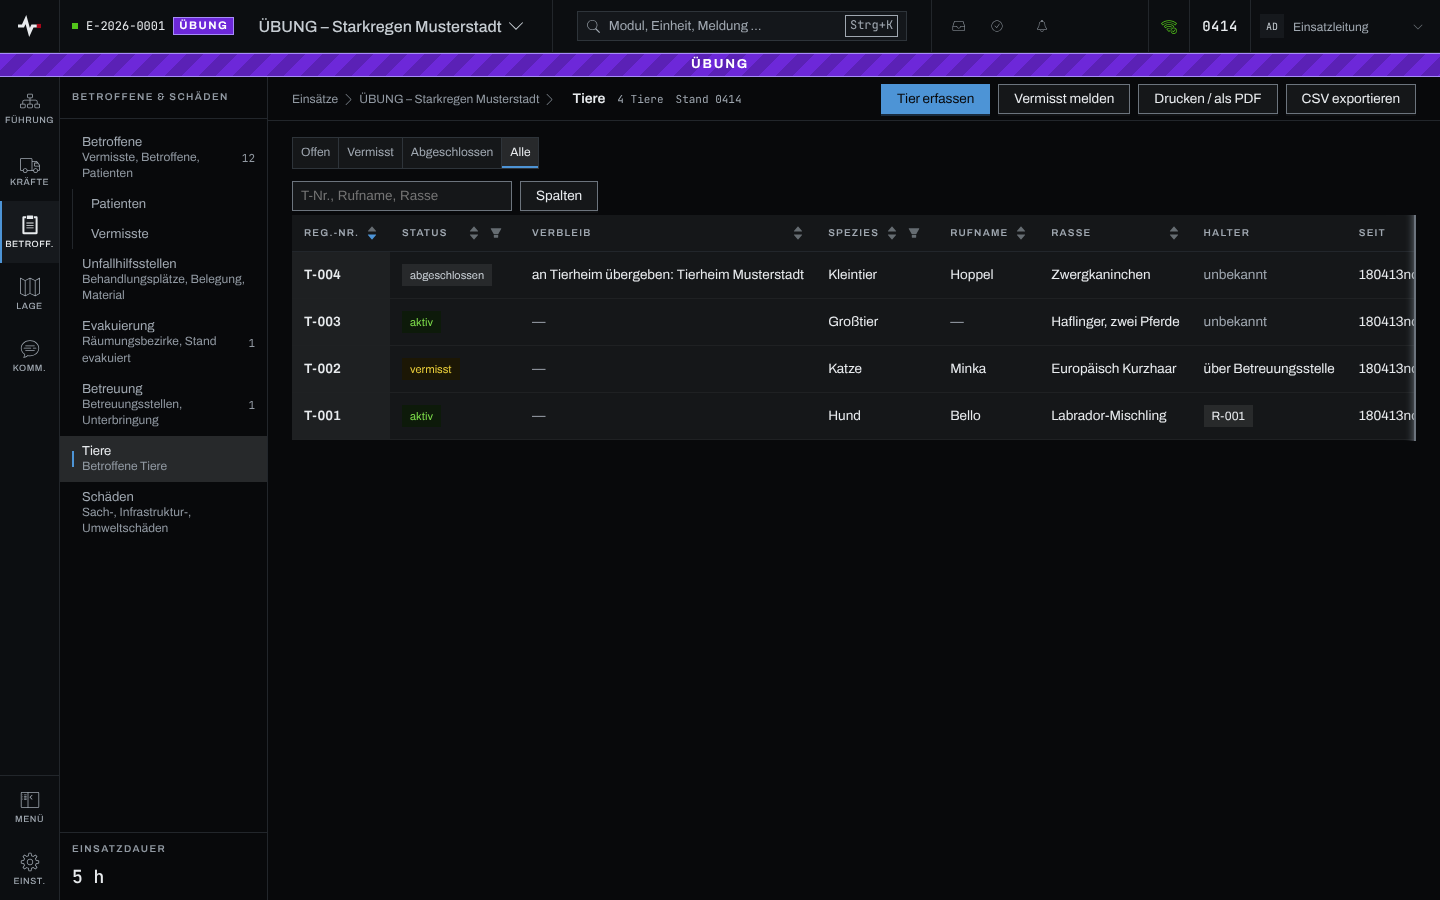 E-2026-0001 ÜBUNG ÜBUNG – Starkregen Musterstadt Modul, Einheit, Meldung ... Strg+K 0414 AD Einsatzleitung
ÜBUNG
FÜHRUNG
KRÄFTE
BETROFF.
LAGE
KOMM.
MENÜ
EINST.
BETROFFENE & SCHÄDEN
Betroffene
Vermisste, Betroffene,
Patienten
12
Patienten
Vermisste
Unfallhilfsstellen
Behandlungsplätze, Belegung,
Material
Evakuierung
Räumungsbezirke, Stand
evakuiert
1
Betreuung
Betreuungsstellen,
Unterbringung
1
Tiere
Betroffene Tiere
Schäden
Sach-, Infrastruktur-,
Umweltschäden
EINSATZDAUER
5 h
Einsätze ÜBUNG – Starkregen Musterstadt Tiere 4 Tiere Stand 0414 Tier erfassen Vermisst melden Drucken / als PDF CSV exportieren
Offen Vermisst Abgeschlossen Alle
T-Nr., Rufname, Rasse Spalten
REG.-NR. STATUS VERBLEIB SPEZIES RUFNAME RASSE HALTER SEIT
T-004 abgeschlossen an Tierheim übergeben: Tierheim Musterstadt Kleintier Hoppel Zwergkaninchen unbekannt 180413
T-003 aktiv — Großtier — Haflinger, zwei Pferde unbekannt 180413
T-002 vermisst — Katze Minka Europäisch Kurzhaar über Betreuungsstelle 180413
T-001 aktiv — Hund Bello Labrador-Mischling R-001 180413